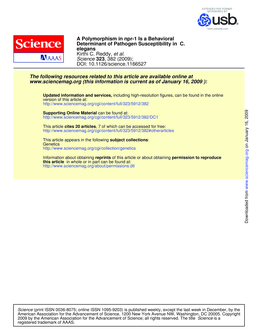 usb
Science
AAAS
A Polymorphism in npr-1 Is a Behavioral
Determinant of Pathogen Susceptibility in C.
elegans
Kirthi C. Reddy, et al.
Science 323, 382 (2009);
DOI: 10.1126/science.1166527
The following resources related to this article are available online at
www.sciencemag.org (this information is current as of January 16, 2009 ):
Updated information and services, including high-resolution figures, can be found in the online
version of this article at:
http://www.sciencemag.org/cgi/content/full/323/5912/382
Supporting Online Material can be found at:
http://www.sciencemag.org/cgi/content/full/323/5912/382/DC1
This article cites 20 articles, 7 of which can be accessed for free:
http://www.sciencemag.org/cgi/content/full/323/5912/382#otherarticles
This article appears in the following subject collections:
Genetics
http://www.sciencemag.org/cgi/collection/genetics
Information about obtaining reprints of this article or about obtaining permission to reproduce
this article in whole or in part can be found at:
http://www.sciencemag.org/about/permissions.dtl
Downloaded from www.sciencemag.org on January 16, 2009
Science (print ISSN 0036-8075; online ISSN 1095-9203) is published weekly, except the last week in December, by the
American Association for the Advancement of Science, 1200 New York Avenue NW, Washington, DC 20005. Copyright
2009 by the American Association for the Advancement of Science; all rights reserved. The title Science is a
registered trademark of AAAS.